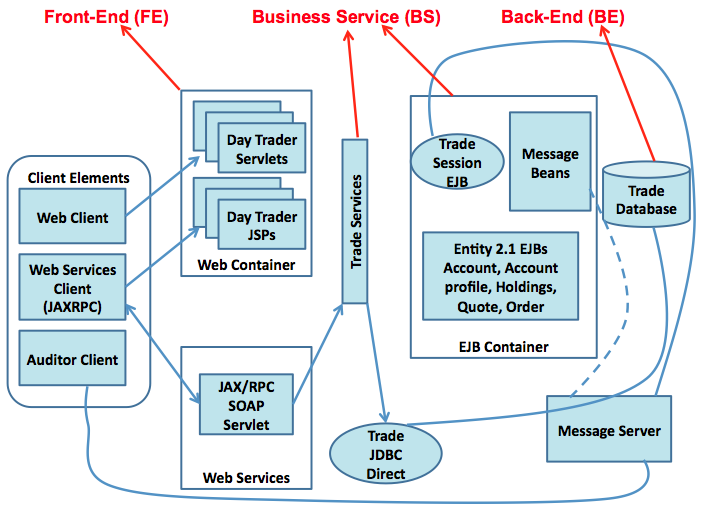 Front-End (FE)
Business Service (BS)
Back-End (BE)
Client Elements
Web Client
Web Services
Client
(JAXRPC)
Auditor Client
Day Trader
Servlets
Day Trader
JSPs
Web Container
JAX/RPC
SOAP
Servlet
Web Services
Trade Services
Trade
JDBC
Direct
Trade
Session
EJB
Message
Beans
Entity 2.1 EJBs
Account, Account
profile, Holdings,
Quote, Order
EJB Container
Trade
Database
Message Server